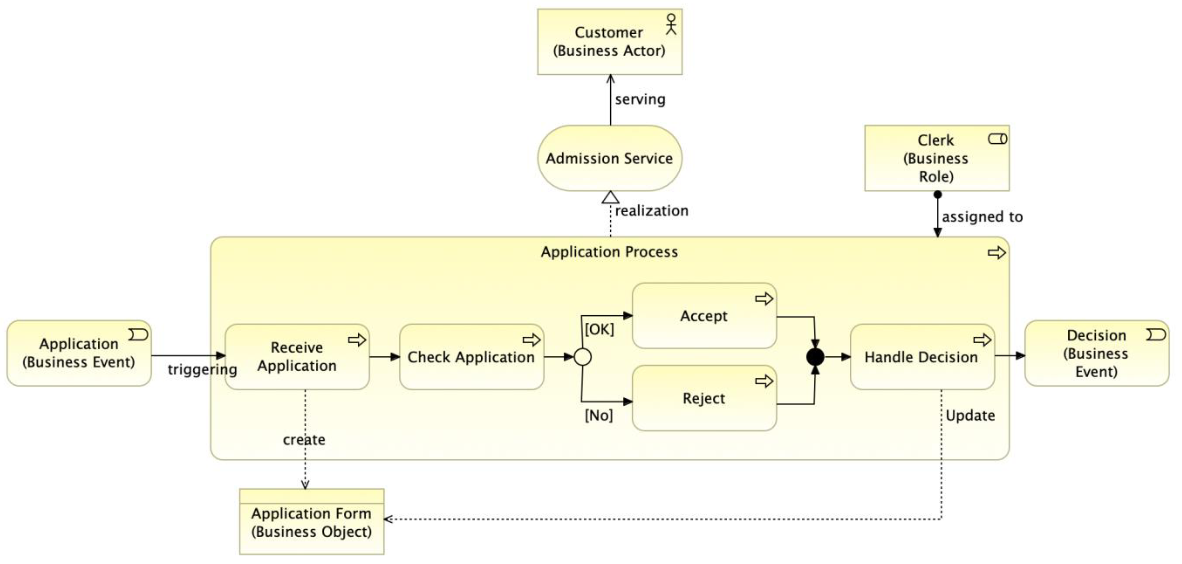 Customer
(Business Actor)
serving
Admission Service
Clerk
(Business
Role)
realization
assigned to
Application Process
Application
(Business Event)
triggering
Receive
Application
Check Application
[OK]
Accept
[No]
Reject
Handle Decision
Decision
(Business
Event)
create
Update
Application Form
(Business Object)